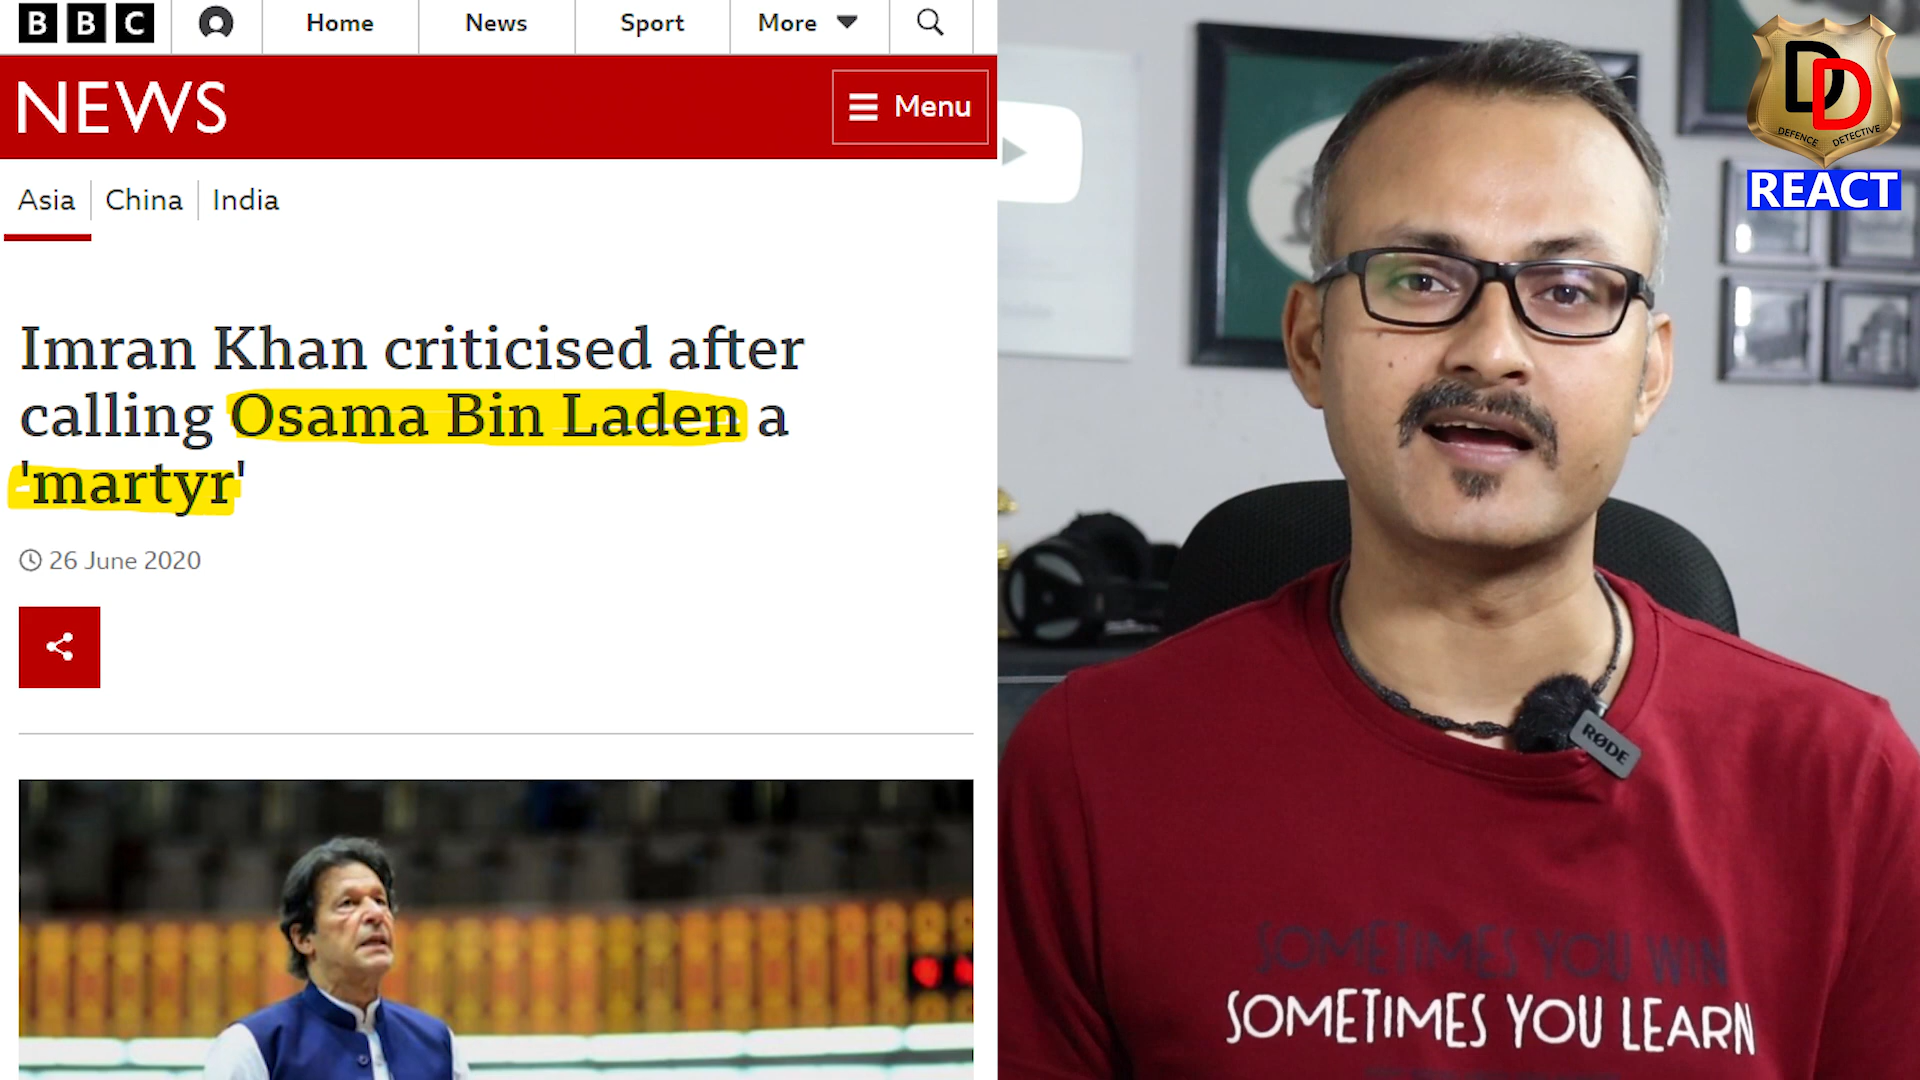 BBC
Home
News
Sport
More
NEWS
Menu
Asia
China
India
Imran Khan criticised after
calling Osama Bin Laden a
'martyr'
26 June 2020
DD
DEFENCE DETECTIVE
REACT
RØDE
SOMETIMES YOU WIN
SOMETIMES YOU LEARN